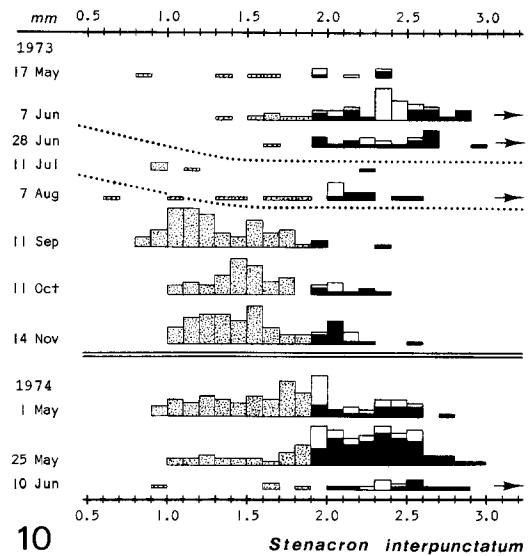 mm 0.5 1.0 1.5 2.0 2.5 3.0
1973
17 May
7 Jun
28 Jun
11 Jul
7 Aug
11 Sep
11 Oct
14 Nov
1974
1 May
25 May
10 Jun
0.5 1.0 1.5 2.0 2.5 3.0
10 Stenacron interpunctatum